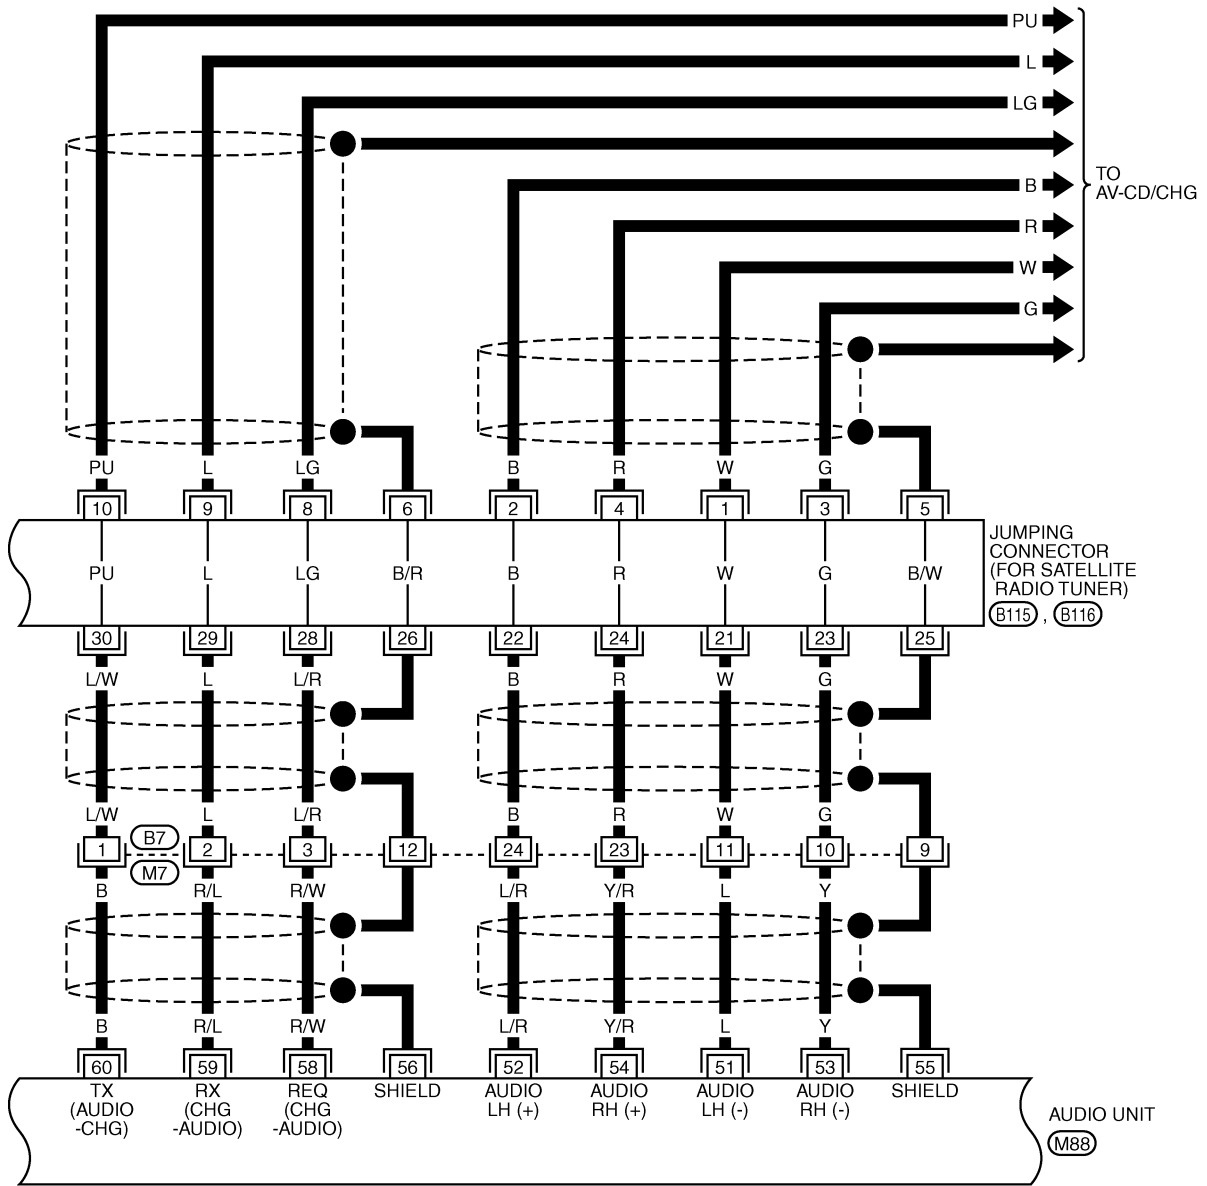 PU
L
LG
B
R
W
G
TO
AV-CD/CHG
PU L LG B R W G
10 9 8 6 2 4 1 3 5
PU L LG B/R B R W G B/W
JUMPING
CONNECTOR
(FOR SATELLITE
RADIO TUNER)
B115 , B116
30 29 28 26 22 24 21 23 25
L/W L L/R B R W G
L/W L L/R B R W G
B7
1 2 3 12 24 23 11 10 9
M7
B R/L R/W L/R Y/R L Y
B R/L R/W L/R Y/R L Y
60 59 58 56 52 54 51 53 55
TX RX REQ SHIELD AUDIO AUDIO AUDIO AUDIO SHIELD
(AUDIO (CHG (CHG LH (+) RH (+) LH (-) RH (-)
-CHG) -AUDIO) -AUDIO)
AUDIO UNIT
M88